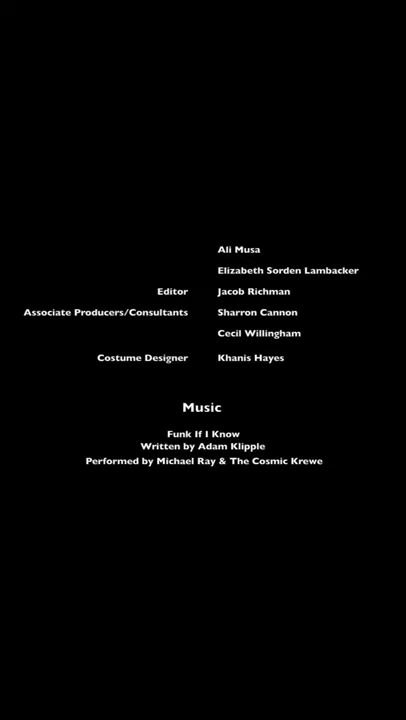 Ali Musa
Elizabeth Sorden Lambacker
Editor Jacob Richman
Associate Producers/Consultants Sharron Cannon
Cecil Willingham
Costume Designer Khanis Hayes
Music
Funk If I Know
Written by Adam Klipple
Performed by Michael Ray & The Cosmic Krewe